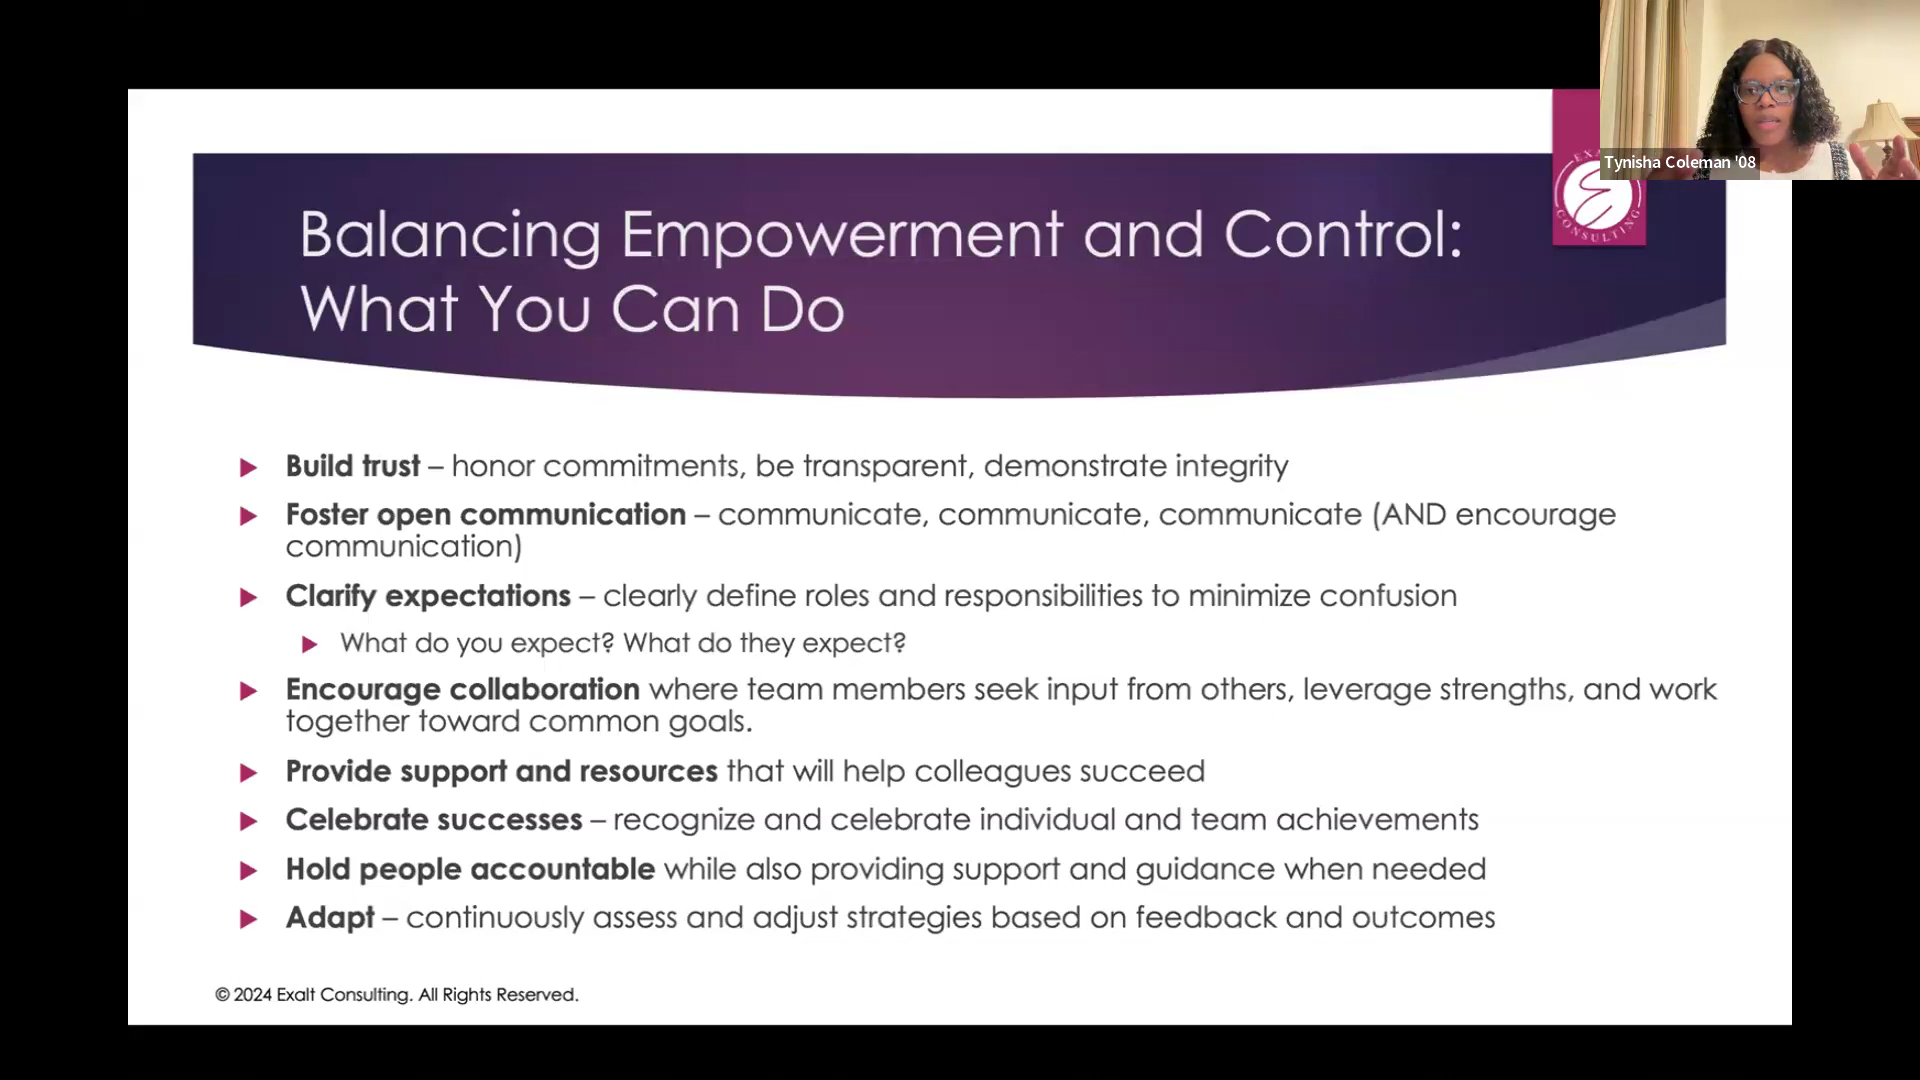 Tynisha Coleman '08
CONSULTING
Balancing Empowerment and Control:
What You Can Do
Build trust – honor commitments, be transparent, demonstrate integrity
Foster open communication – communicate, communicate, communicate (AND encourage
communication)
Clarify expectations – clearly define roles and responsibilities to minimize confusion
What do you expect? What do they expect?
Encourage collaboration where team members seek input from others, leverage strengths, and work
together toward common goals.
Provide support and resources that will help colleagues succeed
Celebrate successes – recognize and celebrate individual and team achievements
Hold people accountable while also providing support and guidance when needed
Adapt – continuously assess and adjust strategies based on feedback and outcomes
© 2024 Exalt Consulting. All Rights Reserved.